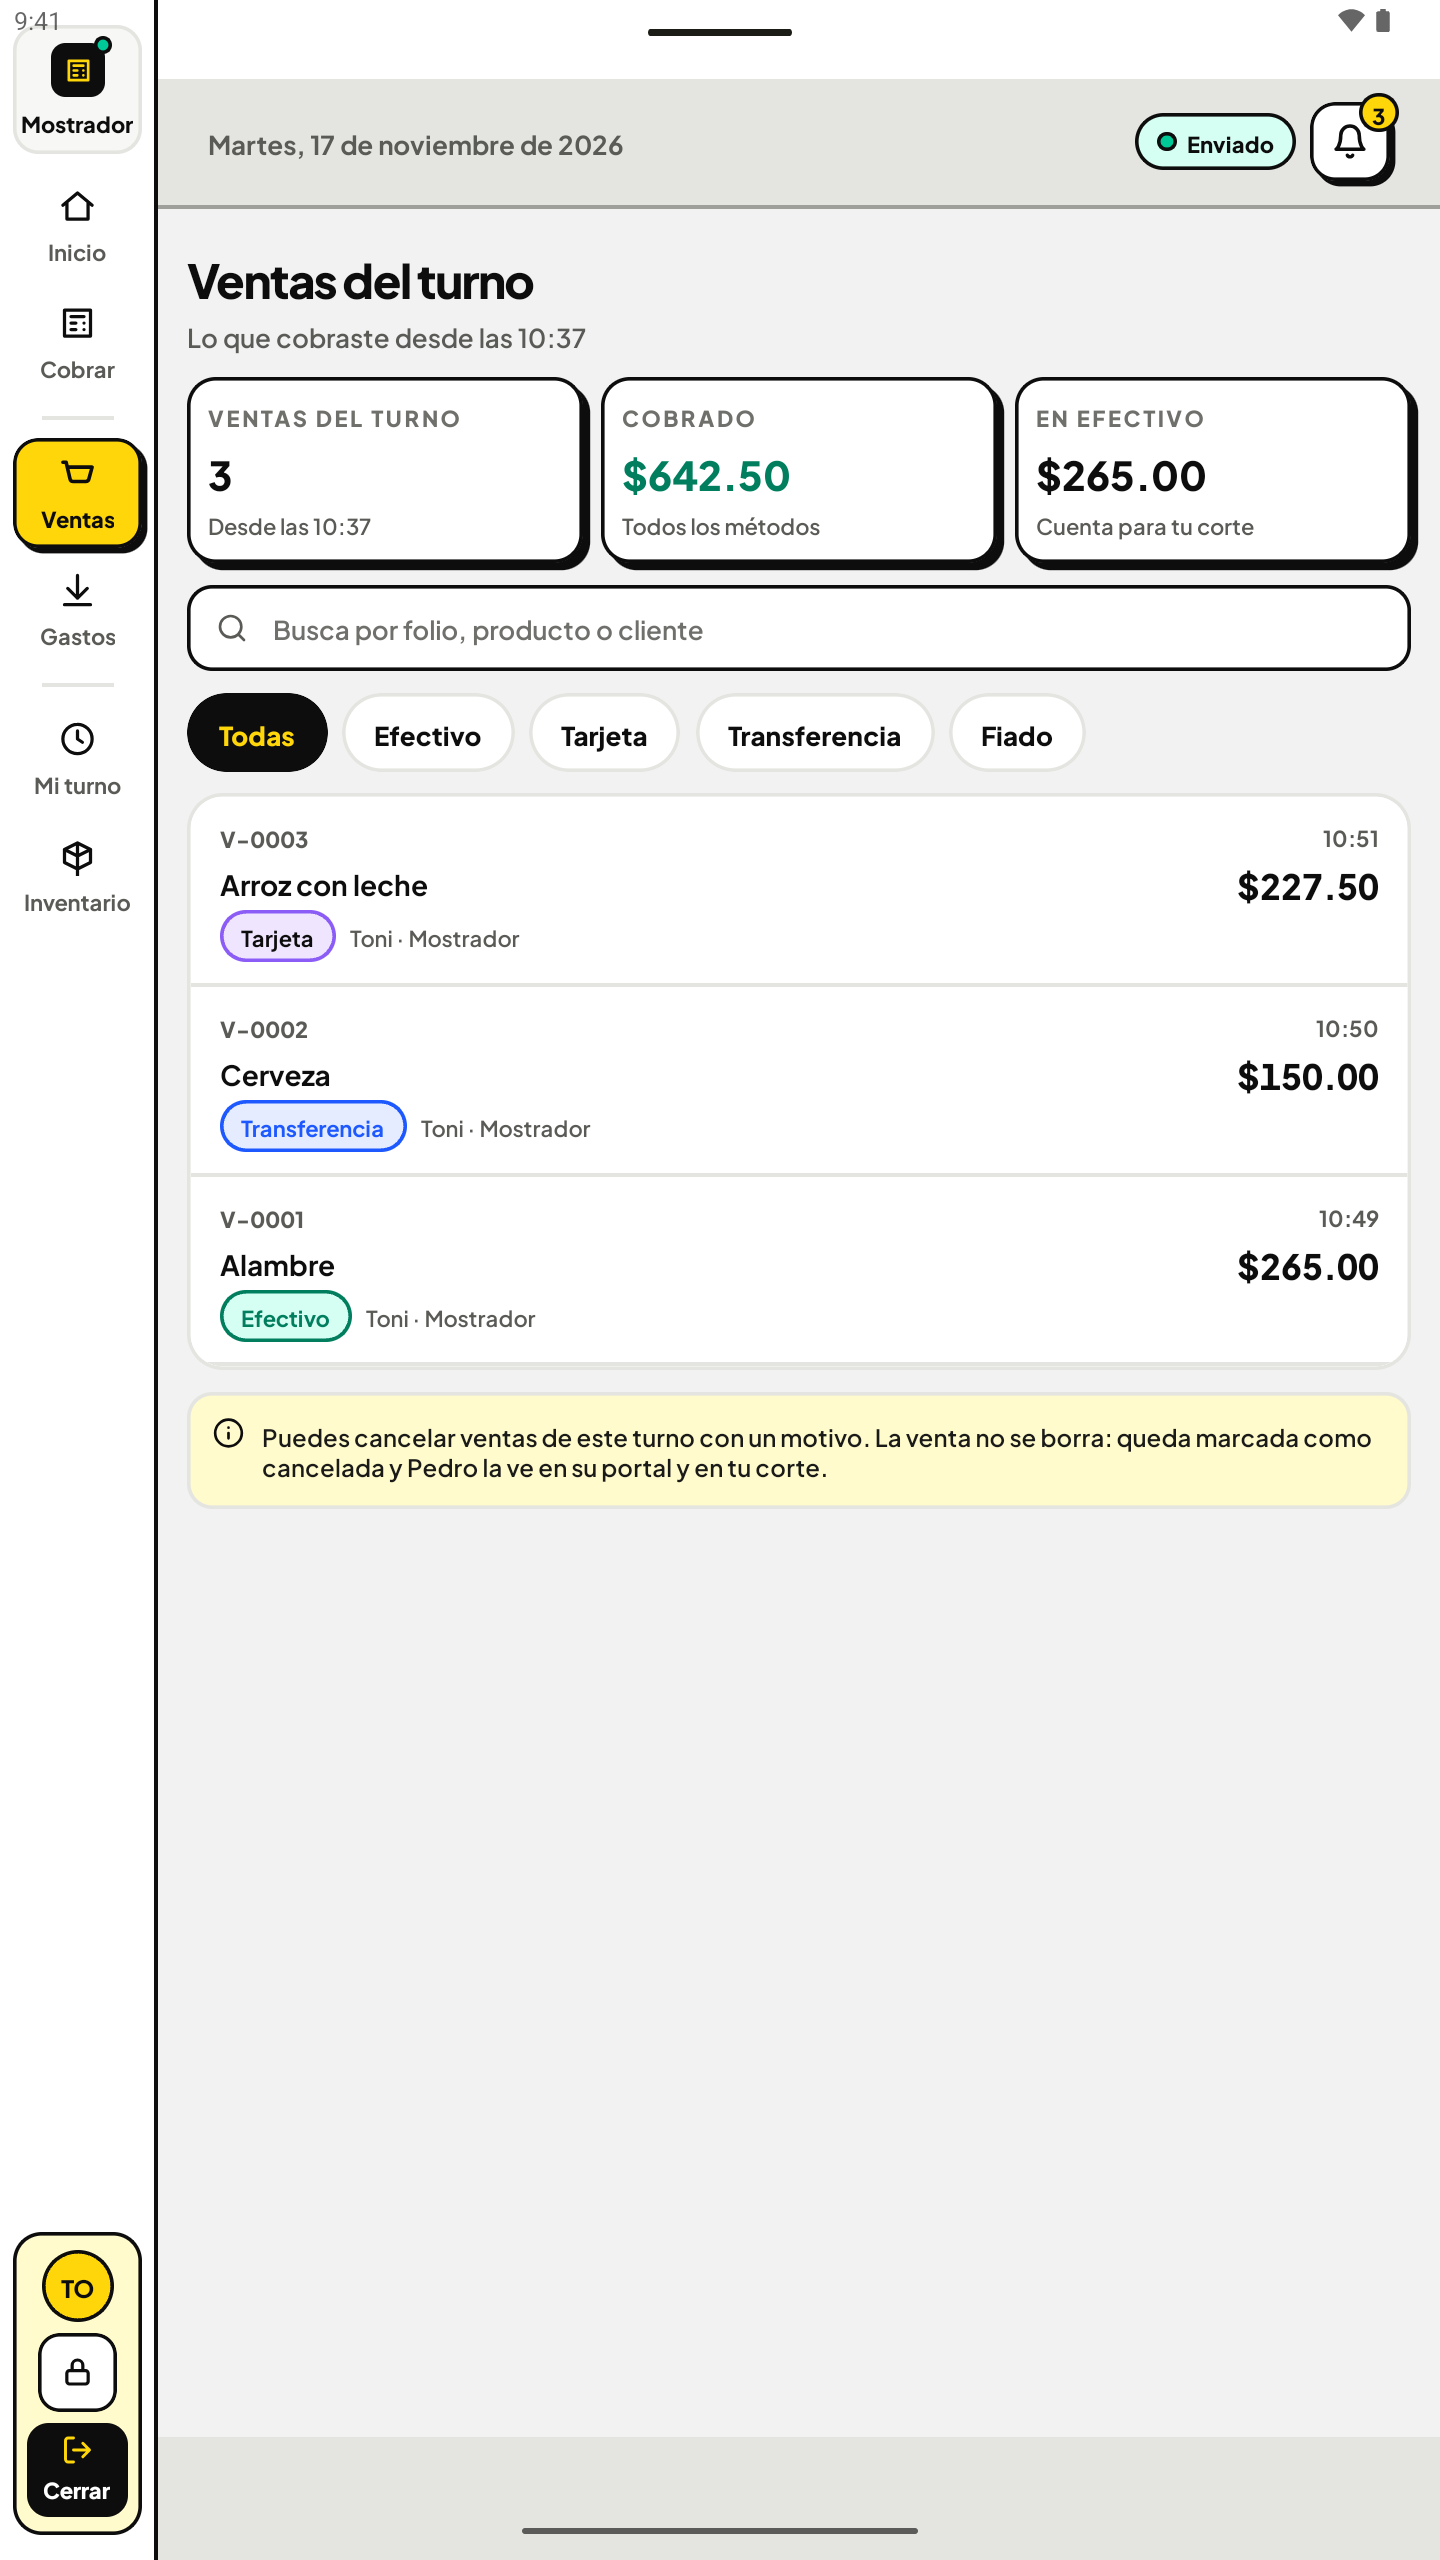 9:41
Mostrador
Inicio
Cobrar
Ventas
Gastos
Mi turno
Inventario
TO
Cerrar
Martes, 17 de noviembre de 2026
Enviado
3
Ventas del turno
Lo que cobraste desde las 10:37
VENTAS DEL TURNO
3
Desde las 10:37
COBRADO
$642.50
Todos los métodos
EN EFECTIVO
$265.00
Cuenta para tu corte
Busca por folio, producto o cliente
Todas
Efectivo
Tarjeta
Transferencia
Fiado
V-0003
10:51
Arroz con leche
$227.50
Tarjeta
Toni · Mostrador
V-0002
10:50
Cerveza
$150.00
Transferencia
Toni · Mostrador
V-0001
10:49
Alambre
$265.00
Efectivo
Toni · Mostrador
Puedes cancelar ventas de este turno con un motivo. La venta no se borra: queda marcada como
cancelada y Pedro la ve en su portal y en tu corte.